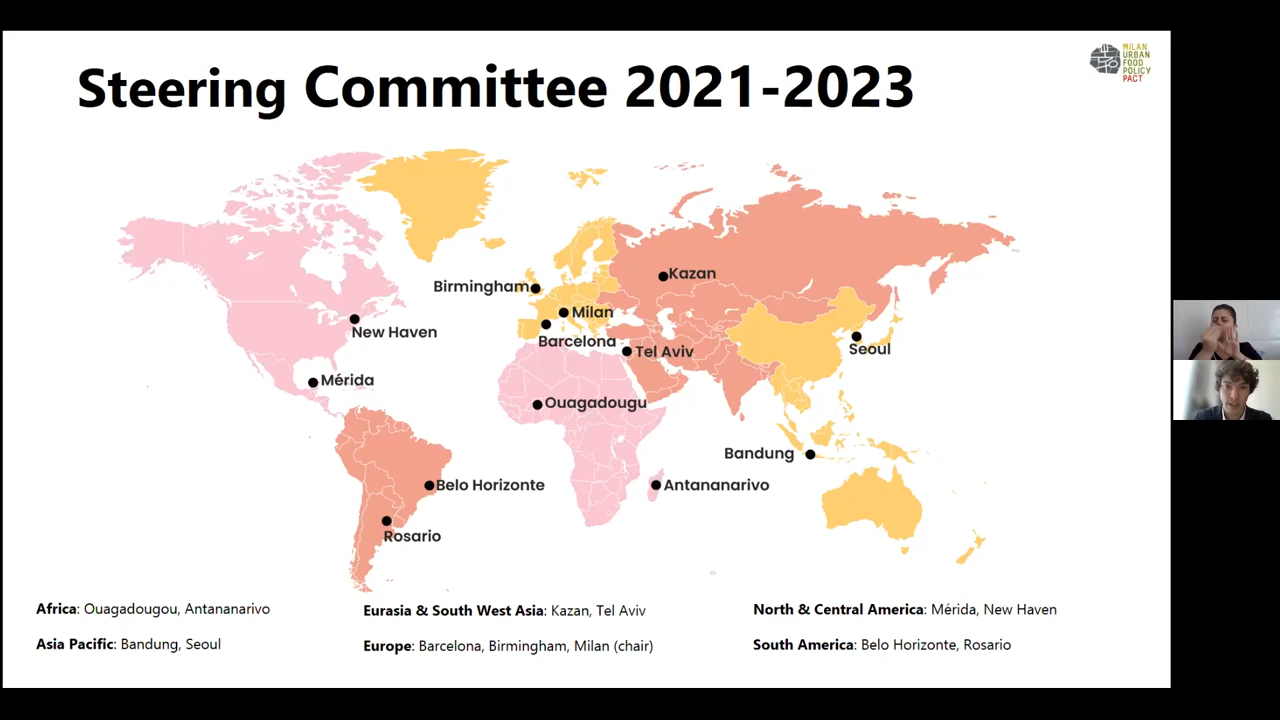 Steering Committee 2021-2023
MILAN
URBAN
FOOD
POLICY
PACT
Kazan
Birmingham
Milan
New Haven
Barcelona
Seoul
Tel Aviv
Mérida
Ouagadougu
Bandung
Belo Horizonte
Antananarivo
Rosario
Africa: Ouagadougou, Antananarivo
Eurasia & South West Asia: Kazan, Tel Aviv
North & Central America: Mérida, New Haven
Asia Pacific: Bandung, Seoul
Europe: Barcelona, Birmingham, Milan (chair)
South America: Belo Horizonte, Rosario